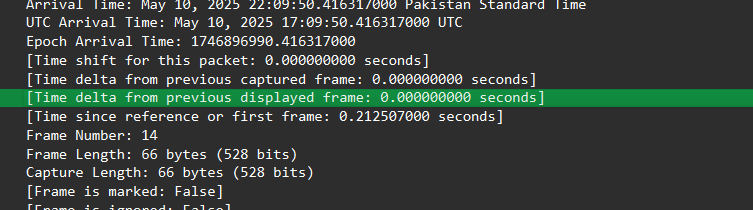 Arrival Time: May 10, 2025 22:09:50.416317000 Pakistan Standard Time
UTC Arrival Time: May 10, 2025 17:09:50.416317000 UTC
Epoch Arrival Time: 1746896990.416317000
[Time shift for this packet: 0.000000000 seconds]
[Time delta from previous captured frame: 0.000000000 seconds]
[Time delta from previous displayed frame: 0.000000000 seconds]
[Time since reference or first frame: 0.212507000 seconds]
Frame Number: 14
Frame Length: 66 bytes (528 bits)
Capture Length: 66 bytes (528 bits)
[Frame is marked: False]
[Frame is ignored: False]